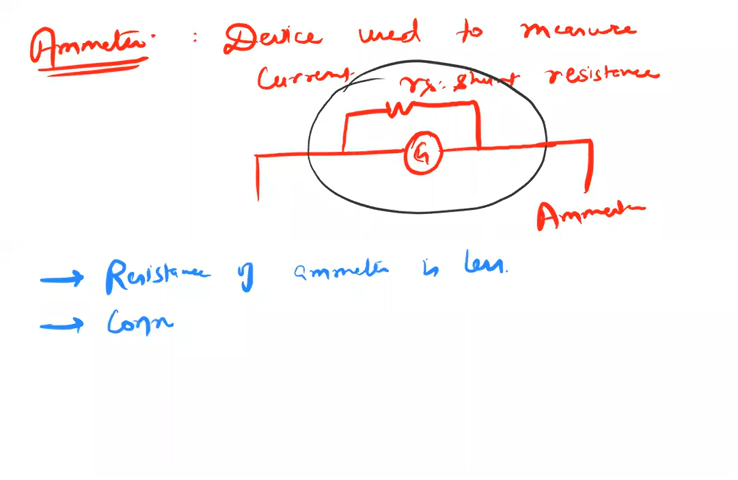 Ammeter : Device used to measure
Current. rs: shunt resistance
G
Ammeter
→ Resistance of ammeter is less.
→ Conn